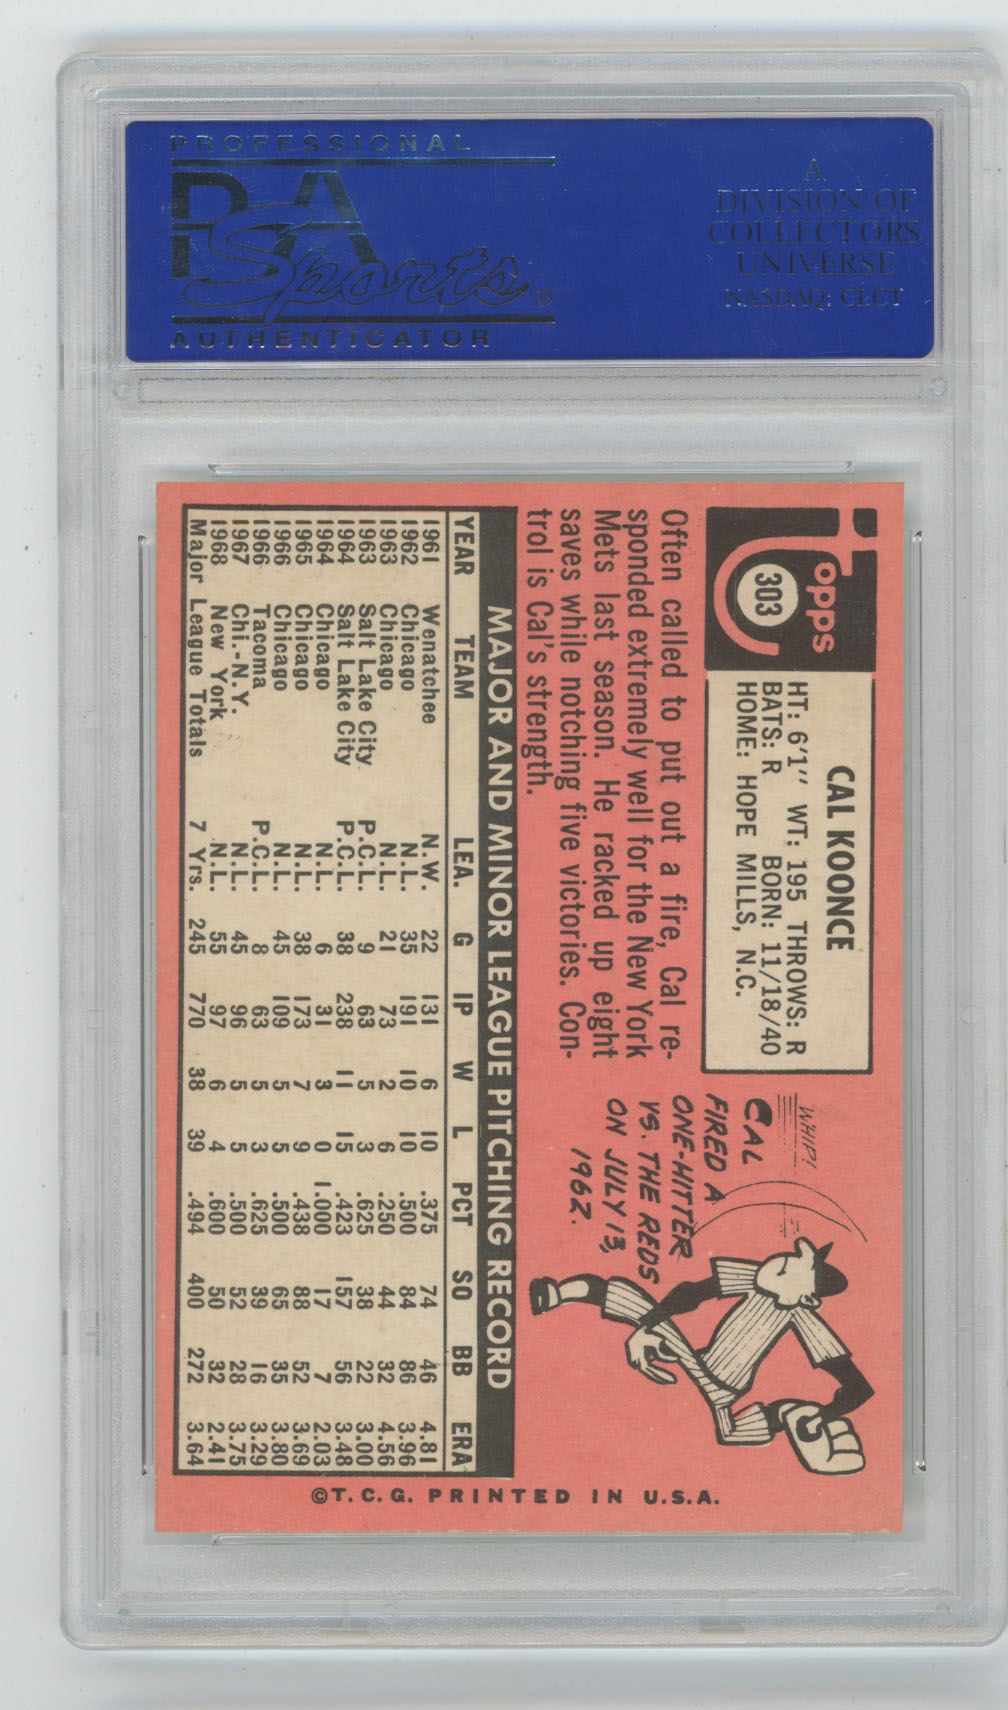 PROFESSIONAL
PSA
Sports ®
AUTHENTICATOR
A
DIVISION OF
COLLECTORS
UNIVERSE
NASDAQ: CLCT
Topps
303
CAL KOONCE
HT: 6'1" WT: 195 THROWS: R
BATS: R BORN: 11/18/40
HOME: HOPE MILLS, N.C.
Often called to put out a fire, Cal re-
sponded extremely well for the New York
Mets last season. He racked up eight
saves while notching five victories. Con-
trol is Cal's strength.
WHIP!
CAL
FIRED A
ONE-HITTER
VS. THE REDS
ON JULY 13,
1962.
MAJOR AND MINOR LEAGUE PITCHING RECORD
YEAR TEAM LEA. G IP W L PCT SO BB ERA
1961 Wenatchee N.W. 22 131 6 10 .375 74 46 4.81
1962 Chicago N.L. 35 191 10 10 .500 84 86 3.96
1963 Chicago N.L. 21 73 2 6 .250 44 32 4.56
1963 Salt Lake City P.C.L. 9 63 5 3 .625 38 22 3.00
1964 Salt Lake City P.C.L. 38 238 11 15 .423 157 56 3.48
1964 Chicago N.L. 6 31 3 0 1.000 17 7 2.03
1965 Chicago N.L. 38 173 7 9 .438 88 52 3.69
1966 Chicago N.L. 45 109 5 5 .500 65 35 3.80
1966 Tacoma P.C.L. 8 63 5 3 .625 39 16 3.29
1967 Chi.-N.Y. N.L. 45 96 5 5 .500 52 28 3.75
1968 New York N.L. 55 97 6 4 .600 50 32 2.41
Major League Totals 7 Yrs. 245 770 38 39 .494 400 272 3.64
©T.C.G. PRINTED IN U.S.A.